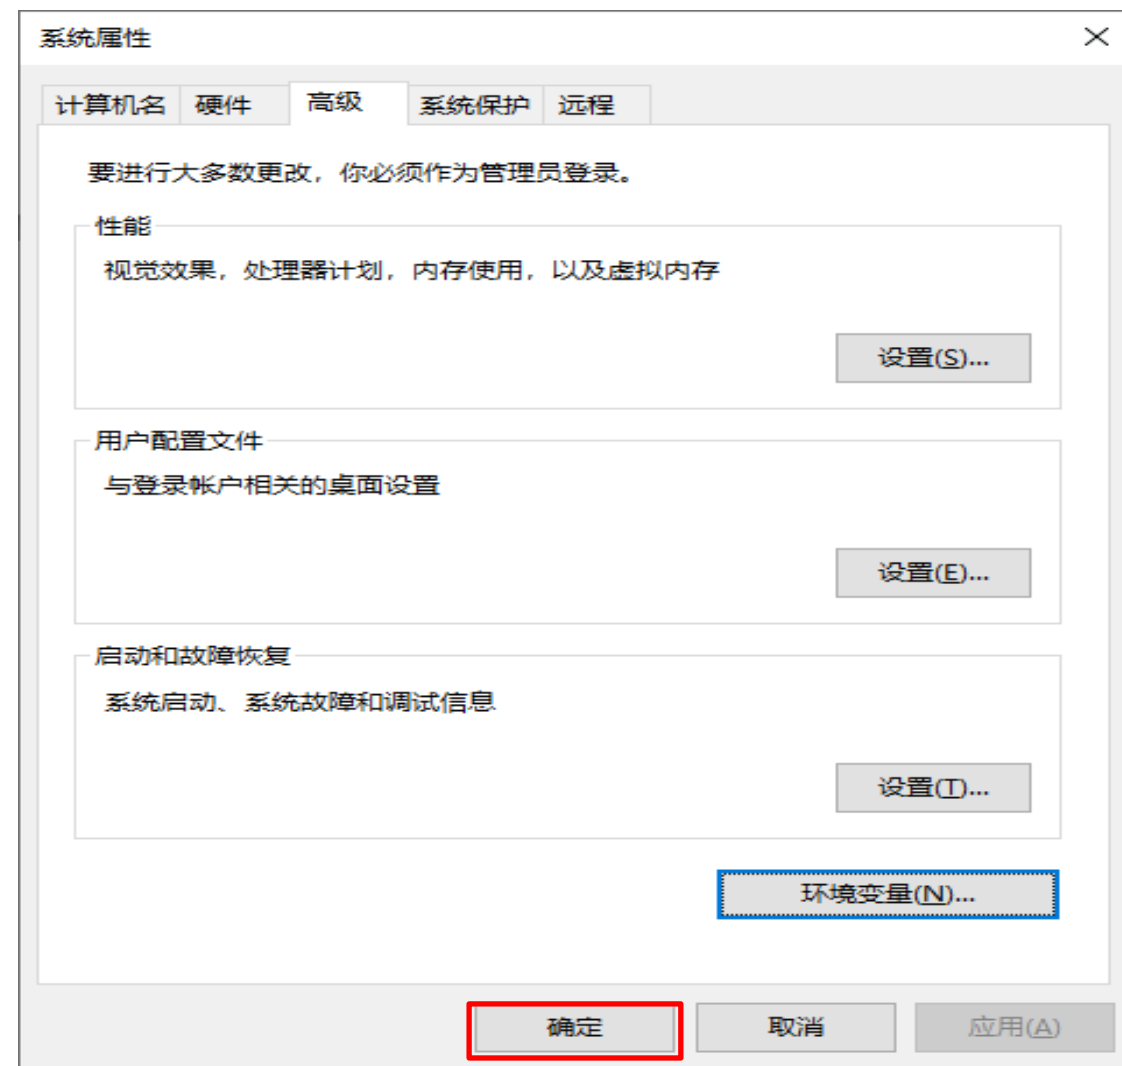 系统属性
计算机名 硬件 高级 系统保护 远程
要进行大多数更改，你必须作为管理员登录。
性能
视觉效果，处理器计划，内存使用，以及虚拟内存
设置(S)...
用户配置文件
与登录帐户相关的桌面设置
设置(E)...
启动和故障恢复
系统启动、系统故障和调试信息
设置(T)...
环境变量(N)...
确定 取消 应用(A)